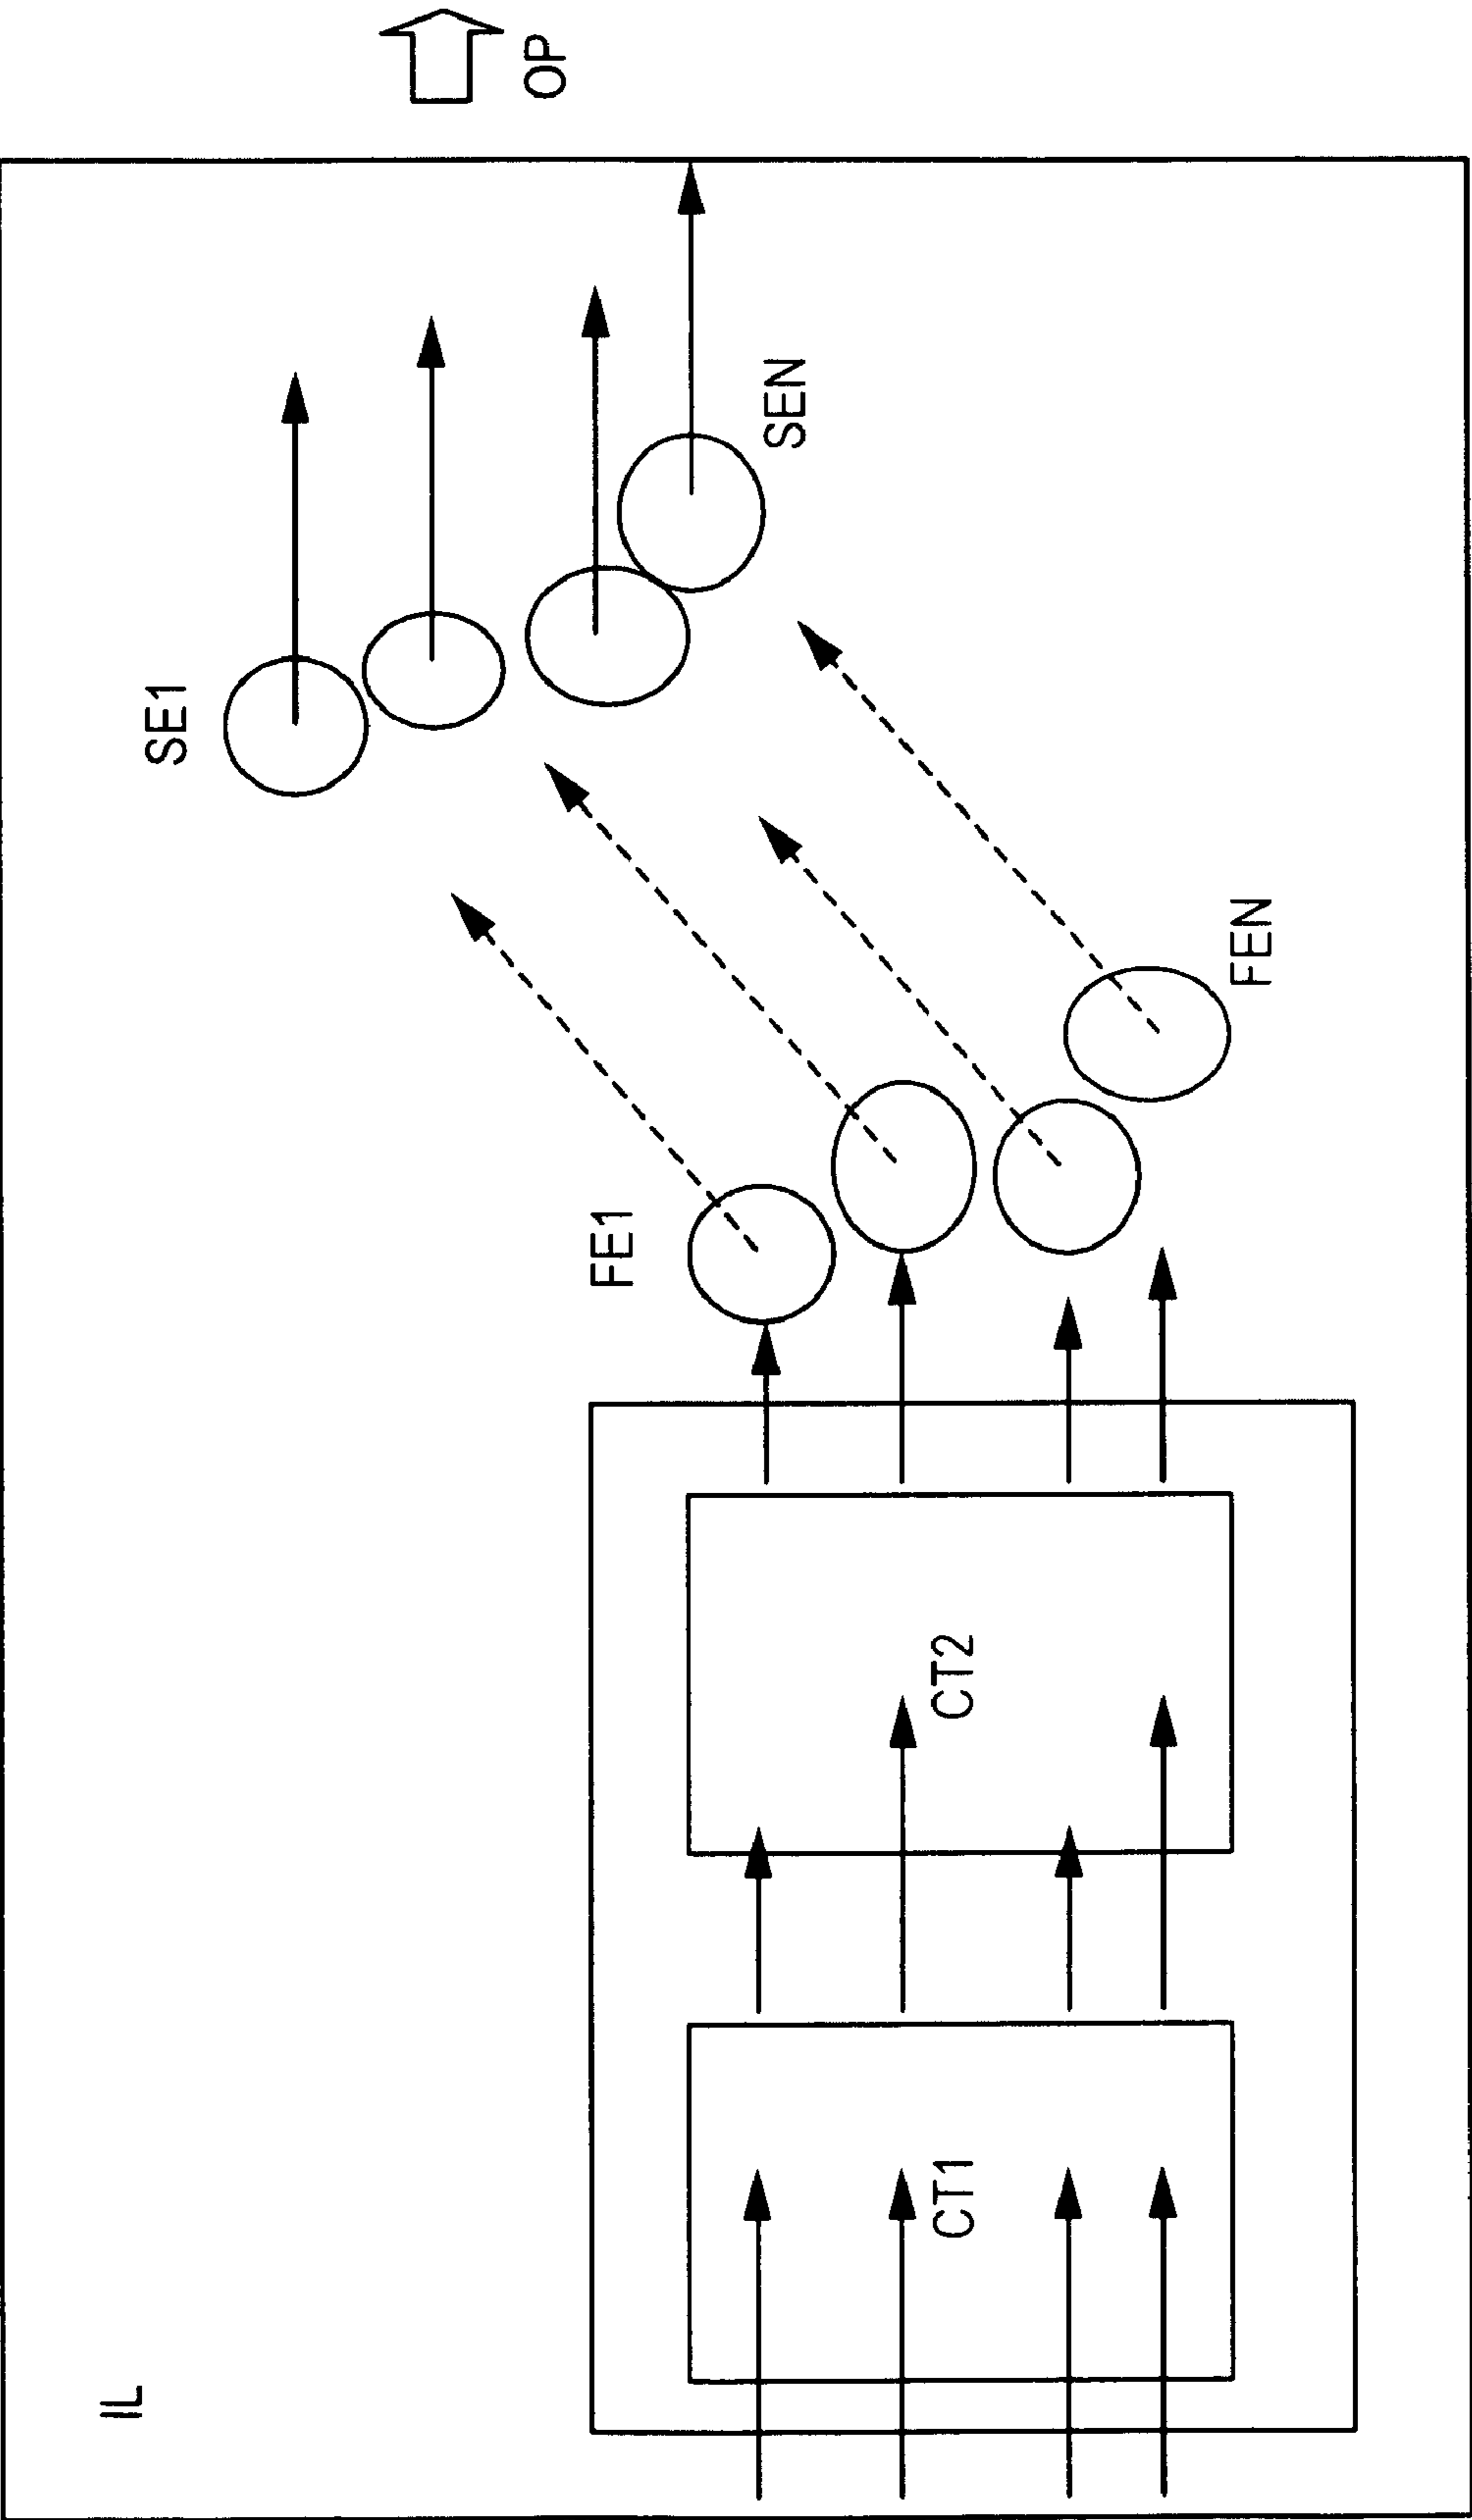 IL
CT1
CT2
FE1
FEN
SE1
SEN
OP